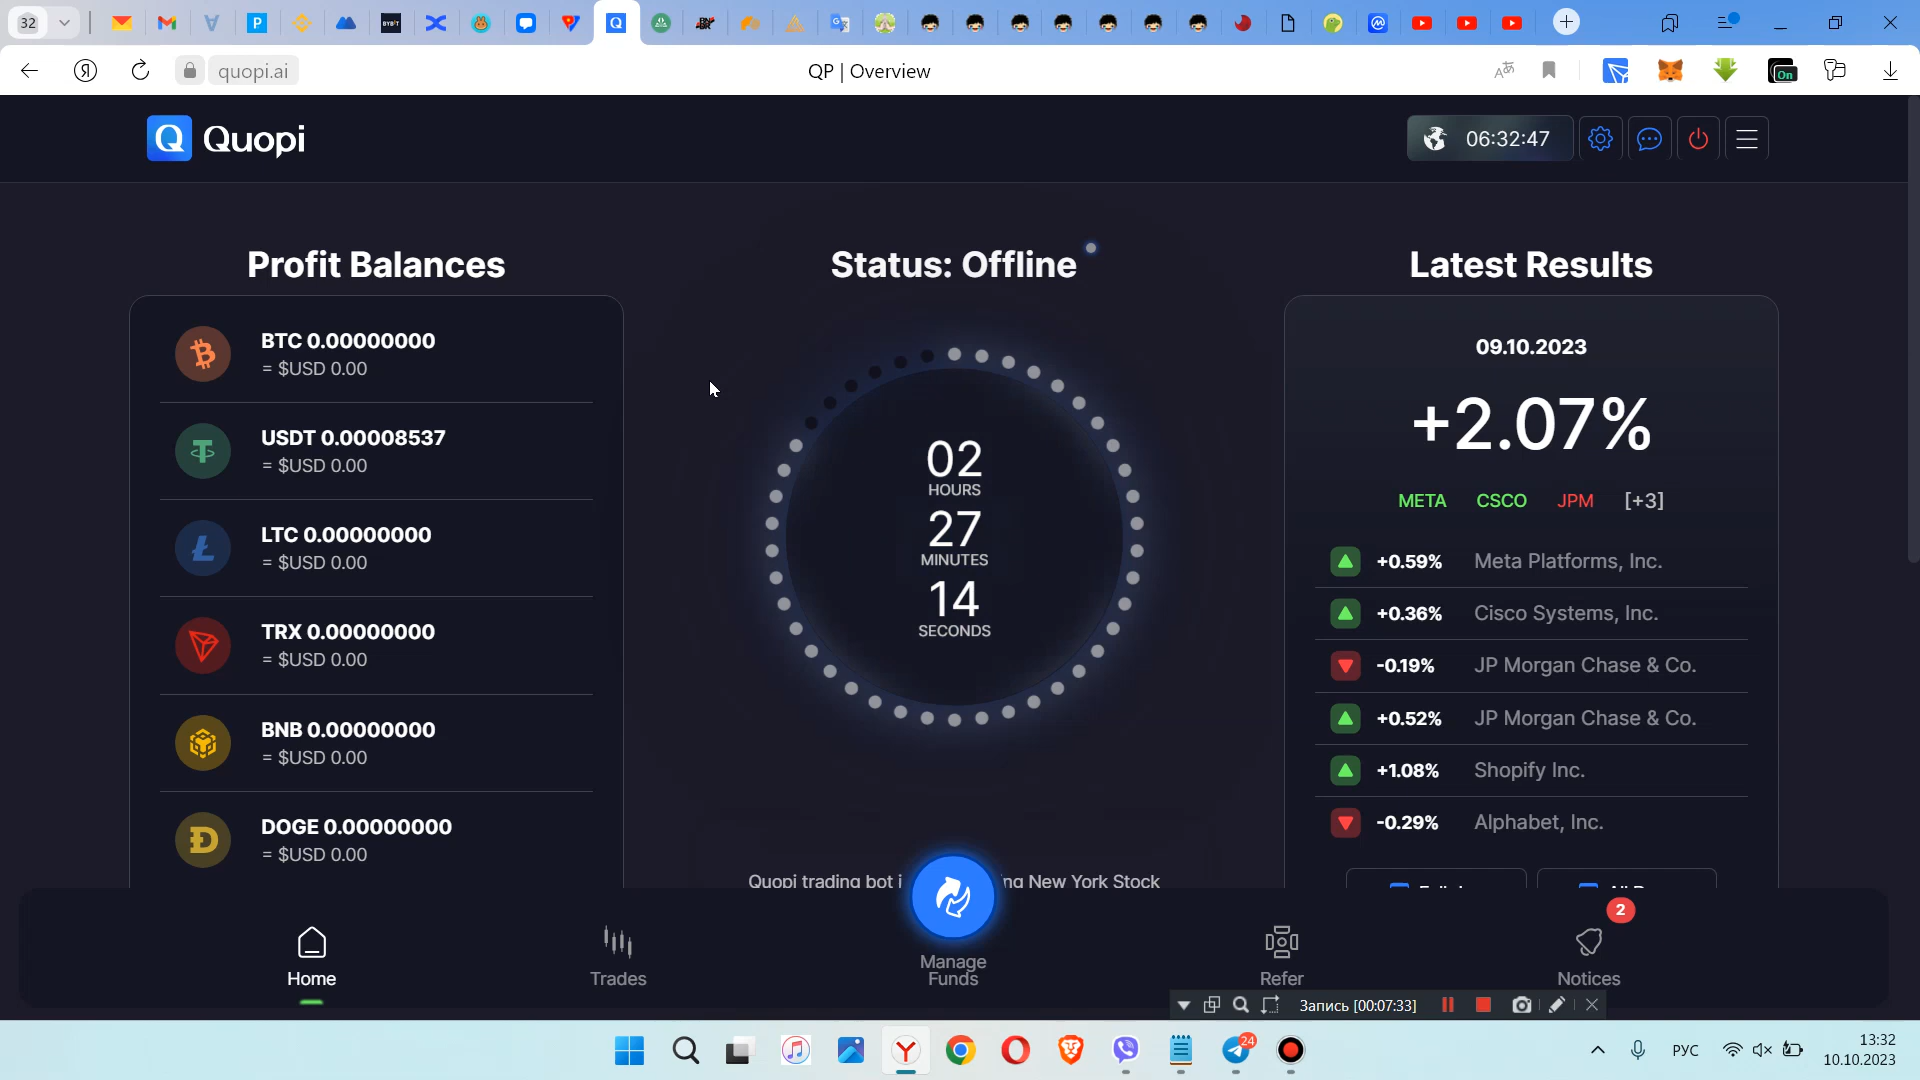 32
quopi.ai
QP | Overview
On
Quopi
06:32:47
Profit Balances
BTC 0.00000000
= $USD 0.00
USDT 0.00008537
= $USD 0.00
LTC 0.00000000
= $USD 0.00
TRX 0.00000000
= $USD 0.00
BNB 0.00000000
= $USD 0.00
DOGE 0.00000000
= $USD 0.00
Status: Offline
02
HOURS
27
MINUTES
14
SECONDS
Quopi trading bot
New York Stock
Latest Results
09.10.2023
+2.07%
META CSCO JPM [+3]
+0.59% Meta Platforms, Inc.
+0.36% Cisco Systems, Inc.
-0.19% JP Morgan Chase & Co.
+0.52% JP Morgan Chase & Co.
+1.08% Shopify Inc.
-0.29% Alphabet, Inc.
Home
Trades
Manage
Funds
Refer
2
Notices
Запись [00:07:33]
24
РУС
13:32
10.10.2023